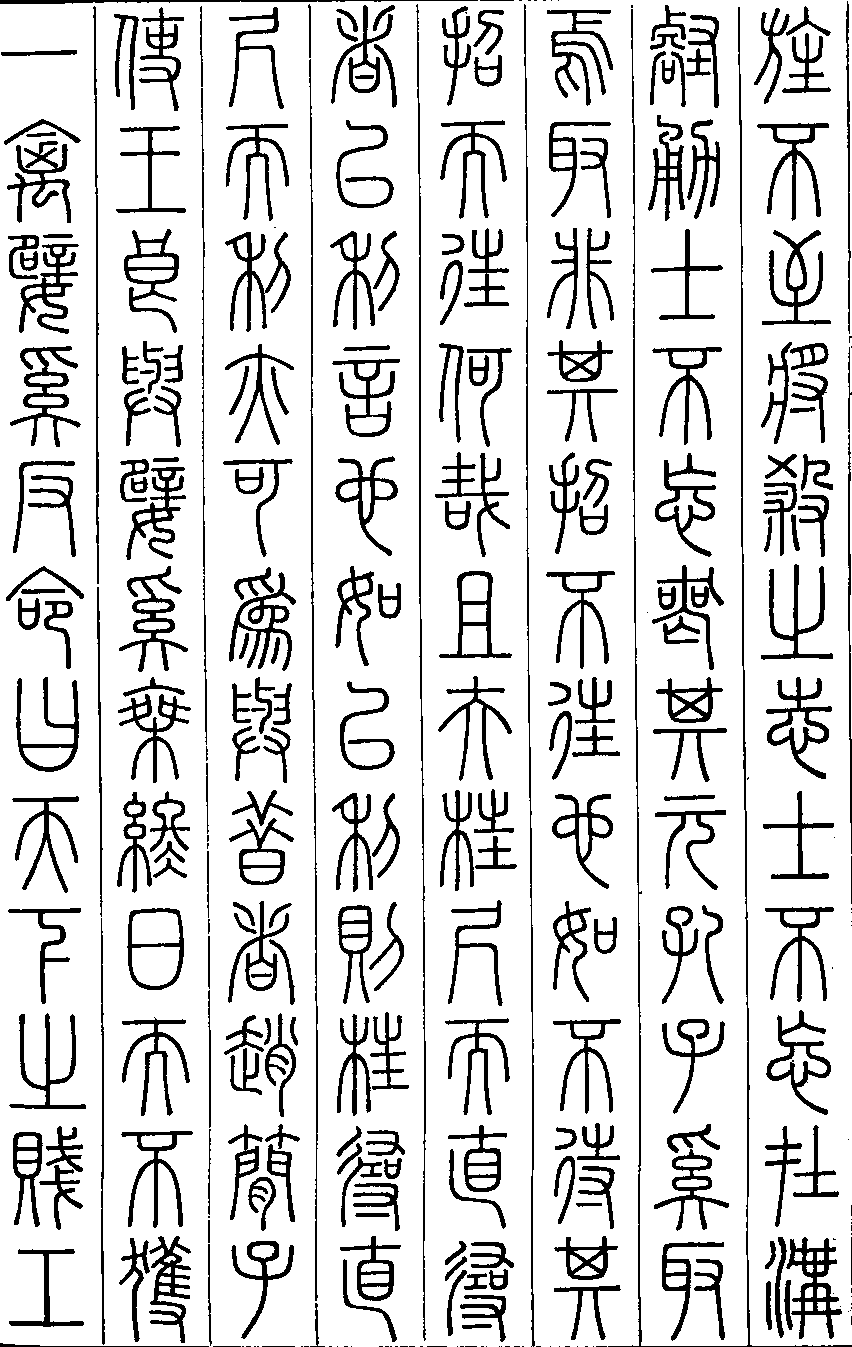 旌不至將殺之志士不忘在溝
壑勇士不忘喪其元孔子奚取
焉取非其招不往也如不待其
招而往何哉且夫枉尺而直尋
者以利言也如以利則枉尋直
尺而利亦可為與昔者趙簡子
使王良與嬖奚乘終日而不獲
一禽嬖奚反命曰天下之賤工